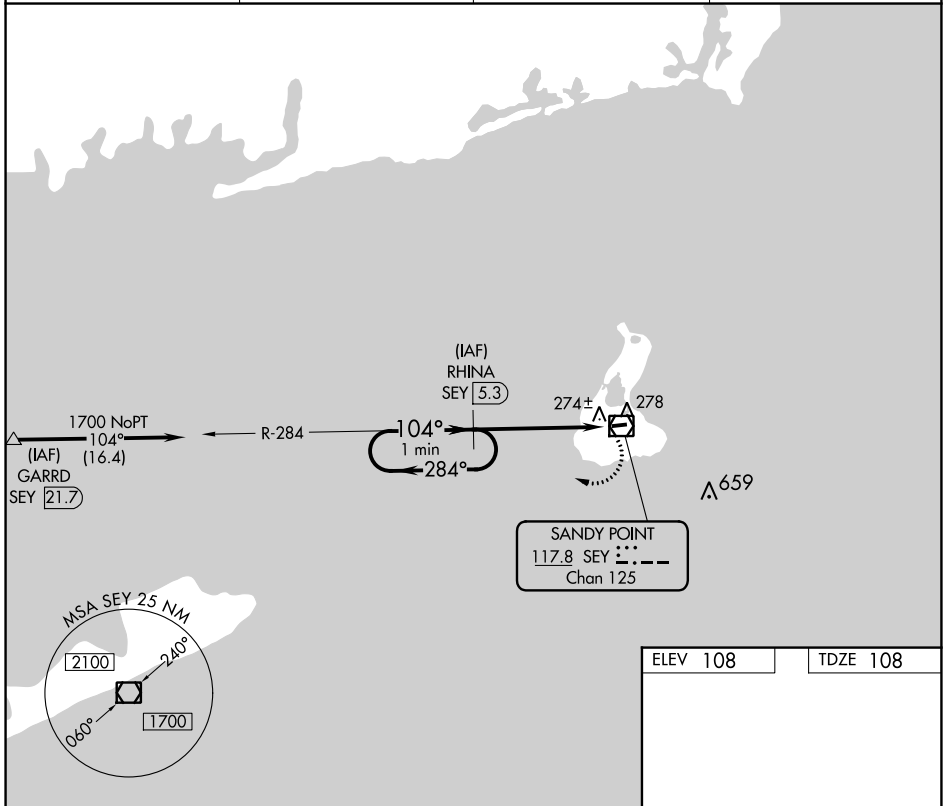 (IAF)
RHINA
SEY 5.3
274±
278
1700 NoPT
104°
(16.4)
R-284
104°
1 min
284°
(IAF)
GARRD
SEY 21.7
659
SANDY POINT
117.8 SEY
Chan 125
MSA SEY 25 NM
2100
240°
060°
1700
ELEV 108
TDZE 108